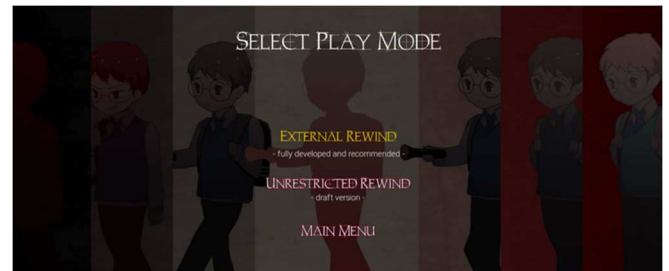 SELECT PLAY MODE
EXTERNAL REWIND
- fully developed and recommended -
UNRESTRICTED REWIND
- draft version -
MAIN MENU